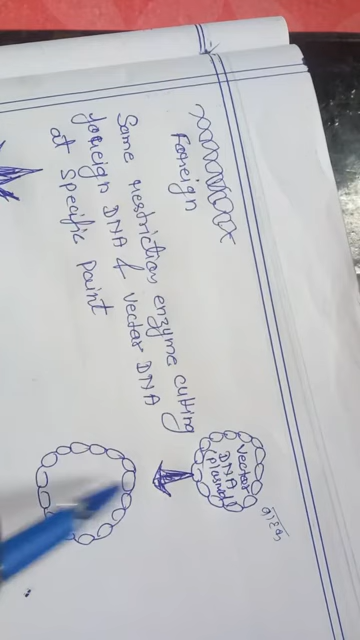 Foreign
Same restriction enzyme cutting
foreign DNA & vector DNA
at specific point
Vector
DNA
(Plasmid)